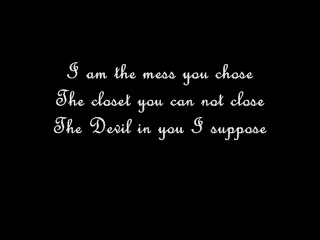 I am the mess you chose
The closet you can not close
The Devil in you I suppose